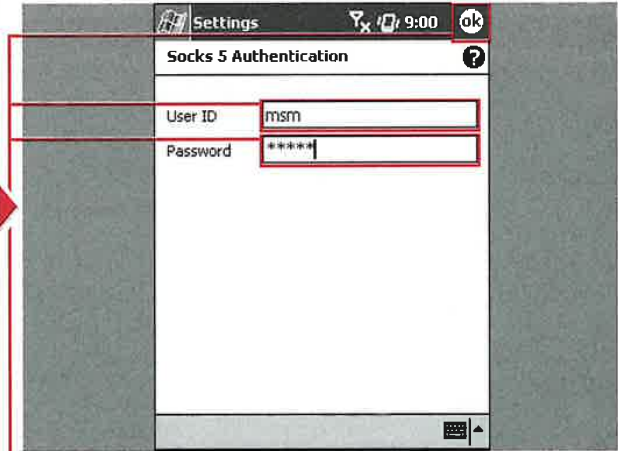 Settings 9:00 ok
Socks 5 Authentication ?
User ID msm
Password *****